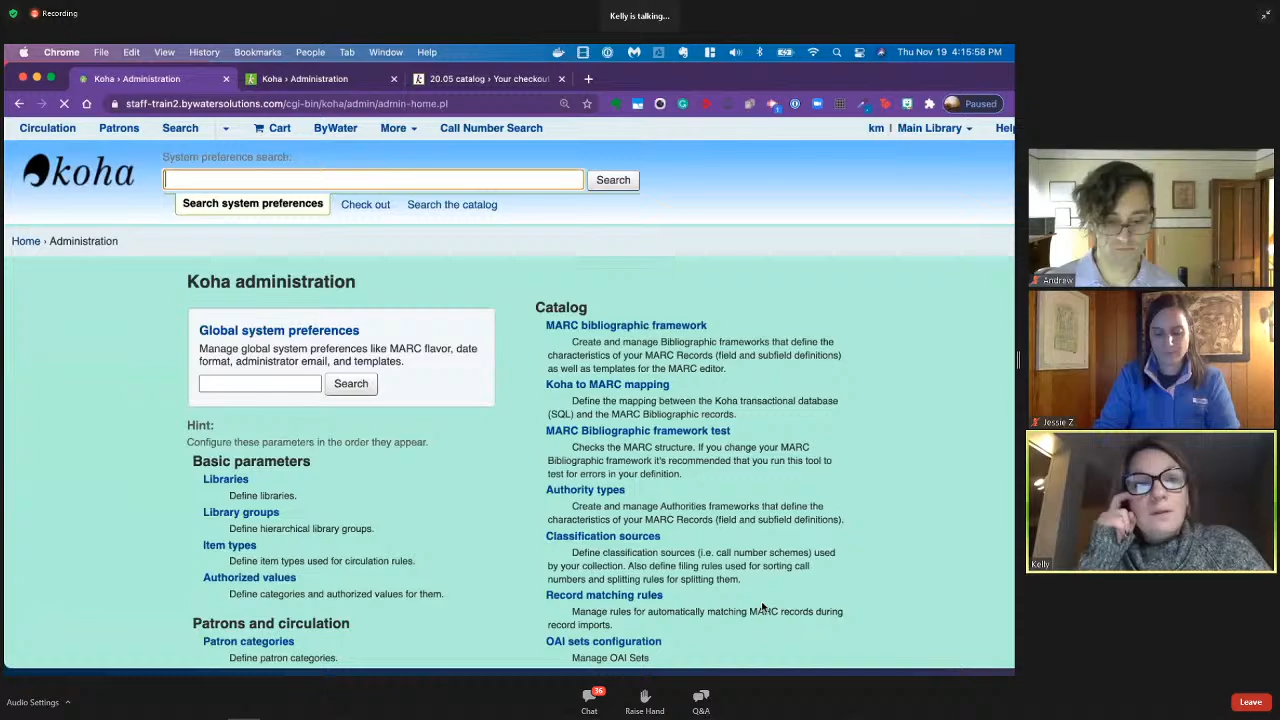 Recording
Kelly is talking...
Chrome File Edit View History Bookmarks People Tab Window Help Thu Nov 19 4:15:58 PM
Koha › Administration × Koha › Administration × 20.05 catalog › Your checkout × +
staff-train2.bywatersolutions.com/cgi-bin/koha/admin/admin-home.pl Paused
Circulation Patrons Search Cart ByWater More Call Number Search km | Main Library Help
koha
System preference search:
Search
Search system preferences Check out Search the catalog
Home › Administration
Koha administration
Global system preferences
Manage global system preferences like MARC flavor, date
format, administrator email, and templates.
Search
Hint:
Configure these parameters in the order they appear.
Basic parameters
Libraries
Define libraries.
Library groups
Define hierarchical library groups.
Item types
Define item types used for circulation rules.
Authorized values
Define categories and authorized values for them.
Patrons and circulation
Patron categories
Define patron categories.
Catalog
MARC bibliographic framework
Create and manage Bibliographic frameworks that define the
characteristics of your MARC Records (field and subfield definitions)
as well as templates for the MARC editor.
Koha to MARC mapping
Define the mapping between the Koha transactional database
(SQL) and the MARC Bibliographic records.
MARC Bibliographic framework test
Checks the MARC structure. If you change your MARC
Bibliographic framework it's recommended that you run this tool to
test for errors in your definition.
Authority types
Create and manage Authorities frameworks that define the
characteristics of your MARC Records (field and subfield definitions).
Classification sources
Define classification sources (i.e. call number schemes) used
by your collection. Also define filing rules used for sorting call
numbers and splitting rules for splitting them.
Record matching rules
Manage rules for automatically matching MARC records during
record imports.
OAI sets configuration
Manage OAI Sets
Andrew
Jessie Z
Kelly
Audio Settings
36
Chat Raise Hand Q&A
Leave